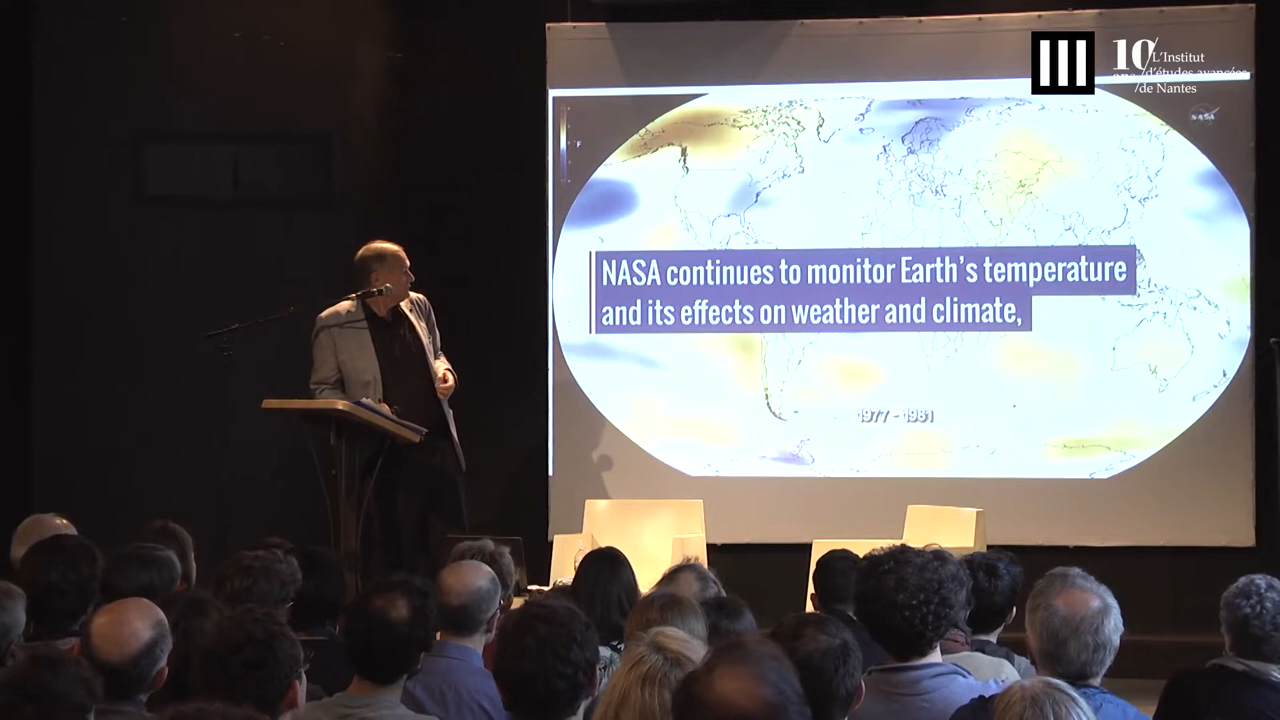 10
L'Institut
ans
d'études avancées
de Nantes
NASA
NASA continues to monitor Earth's temperature
and its effects on weather and climate,
1977 - 1981